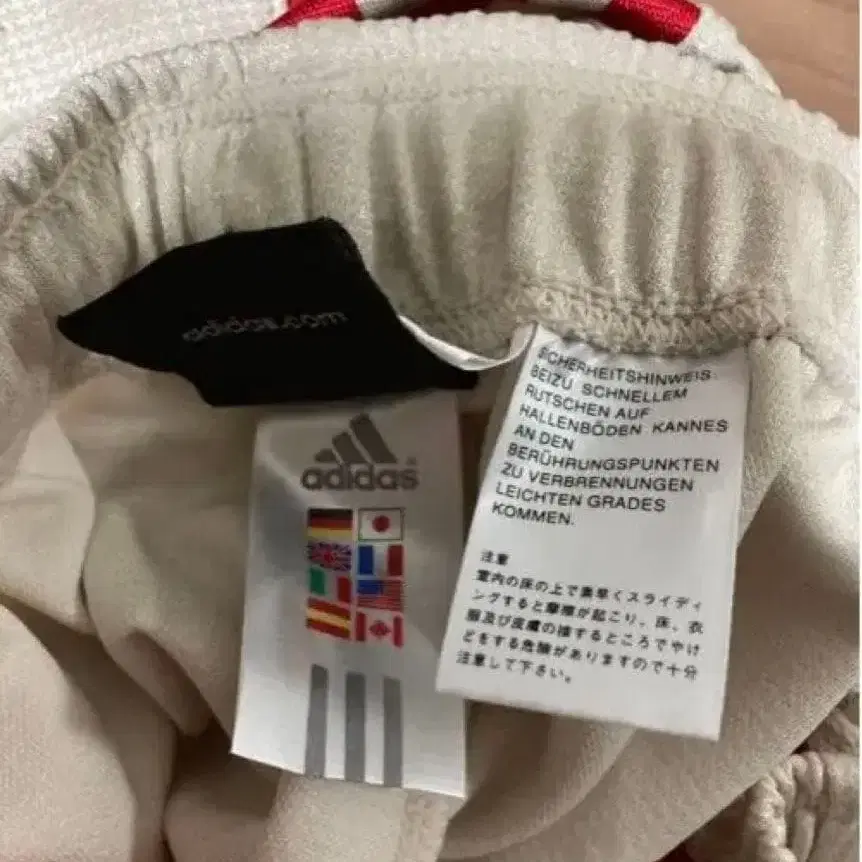 adidas.com
adidas
SICHERHEITSHINWEIS:
BEIZU SCHNELLEM
RUTSCHEN AUF
HALLENBÖDEN KANNES
AN DEN
BERÜHRUNGSPUNKTEN
ZU VERBRENNUNGEN
LEICHTEN GRADES
KOMMEN.
注意
室内の床の上で素早くスライディ
ングすると摩擦が起こり、床、衣
服及び皮膚の接するところでやけ
どをする危険がありますので十分
注意して下さい。